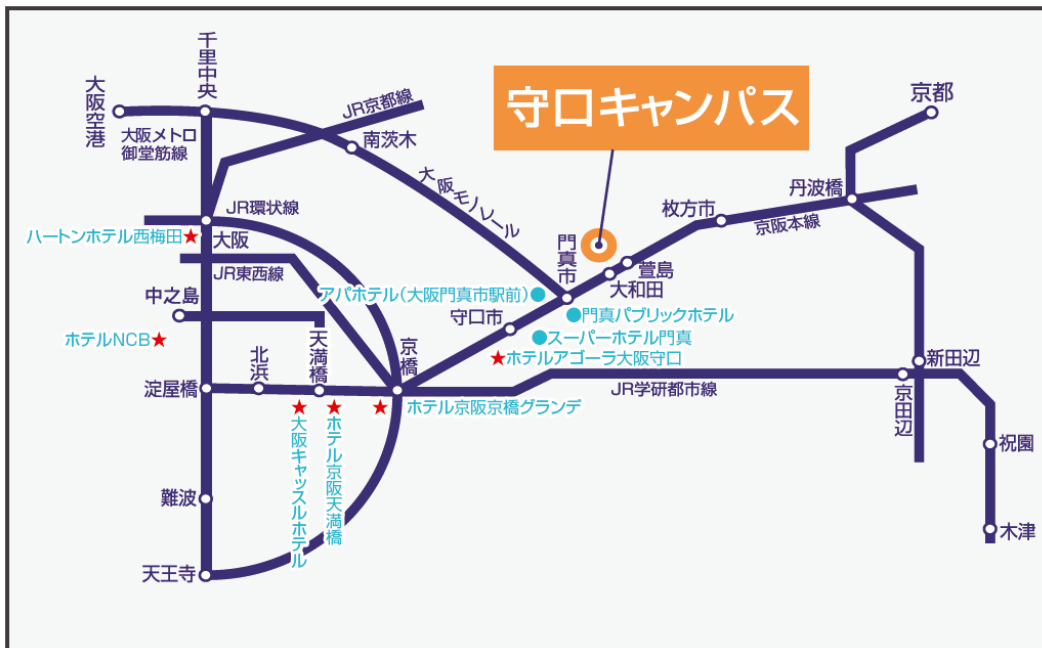 守口キャンパス
千里中央
大阪空港
大阪メトロ
御堂筋線
JR京都線
南茨木
大阪モノレール
京都
丹波橋
枚方市
京阪本線
JR環状線
ハートンホテル西梅田★
大阪
JR東西線
門真市
萱島
大和田
アパホテル(大阪門真市駅前)●
中之島
守口市
●門真パブリックホテル
●スーパーホテル門真
★ホテルアゴーラ大阪守口
ホテルNCB★
天満橋
北浜
京橋
淀屋橋
新田辺
JR学研都市線
京田辺
★ホテル京阪京橋グランデ
★大阪キャッスルホテル
★ホテル京阪天満橋
祝園
難波
木津
天王寺